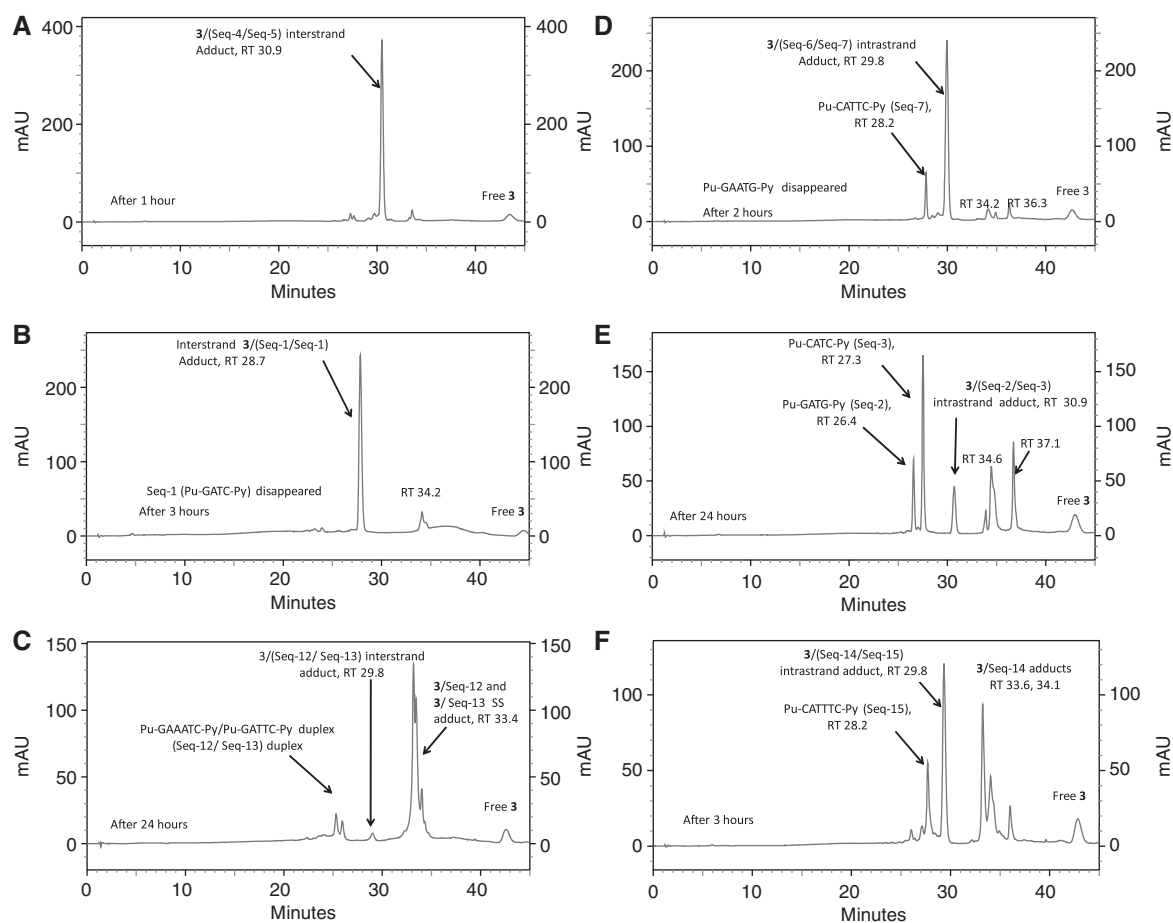 A
400
200
0
mAU
3/(Seq-4/Seq-5) interstrand
Adduct, RT 30.9
After 1 hour
Free 3
400
200
0
mAU
0 10 20 30 40
Minutes
D
200
100
0
mAU
3/(Seq-6/Seq-7) intrastrand
Adduct, RT 29.8
Pu-CATTC-Py (Seq-7),
RT 28.2
Pu-GAATG-Py disappeared
After 2 hours
RT 34.2 RT 36.3
Free 3
200
100
0
mAU
0 10 20 30 40
Minutes
B
200
100
0
mAU
Interstrand 3/(Seq-1/Seq-1)
Adduct, RT 28.7
Seq-1 (Pu-GATC-Py) disappeared
After 3 hours
RT 34.2
Free 3
200
100
0
mAU
0 10 20 30 40
Minutes
E
150
100
50
0
mAU
Pu-CATC-Py (Seq-3),
RT 27.3
Pu-GATG-Py (Seq-2),
RT 26.4
3/(Seq-2/Seq-3)
intrastrand adduct, RT 30.9
RT 34.6
RT 37.1
After 24 hours
Free 3
150
100
50
0
mAU
0 10 20 30 40
Minutes
C
150
100
50
0
mAU
3/(Seq-12/ Seq-13) interstrand
adduct, RT 29.8
3/Seq-12 and
3/ Seq-13 SS
adduct, RT 33.4
Pu-GAAATC-Py/Pu-GATTC-Py duplex
(Seq-12/ Seq-13) duplex
After 24 hours
Free 3
150
100
50
0
mAU
0 10 20 30 40
Minutes
F
100
50
0
mAU
3/(Seq-14/Seq-15)
intrastrand adduct, RT 29.8
Pu-CATTTC-Py (Seq-15),
RT 28.2
3/Seq-14 adducts
RT 33.6, 34.1
After 3 hours
Free 3
100
50
0
mAU
0 10 20 30 40
Minutes